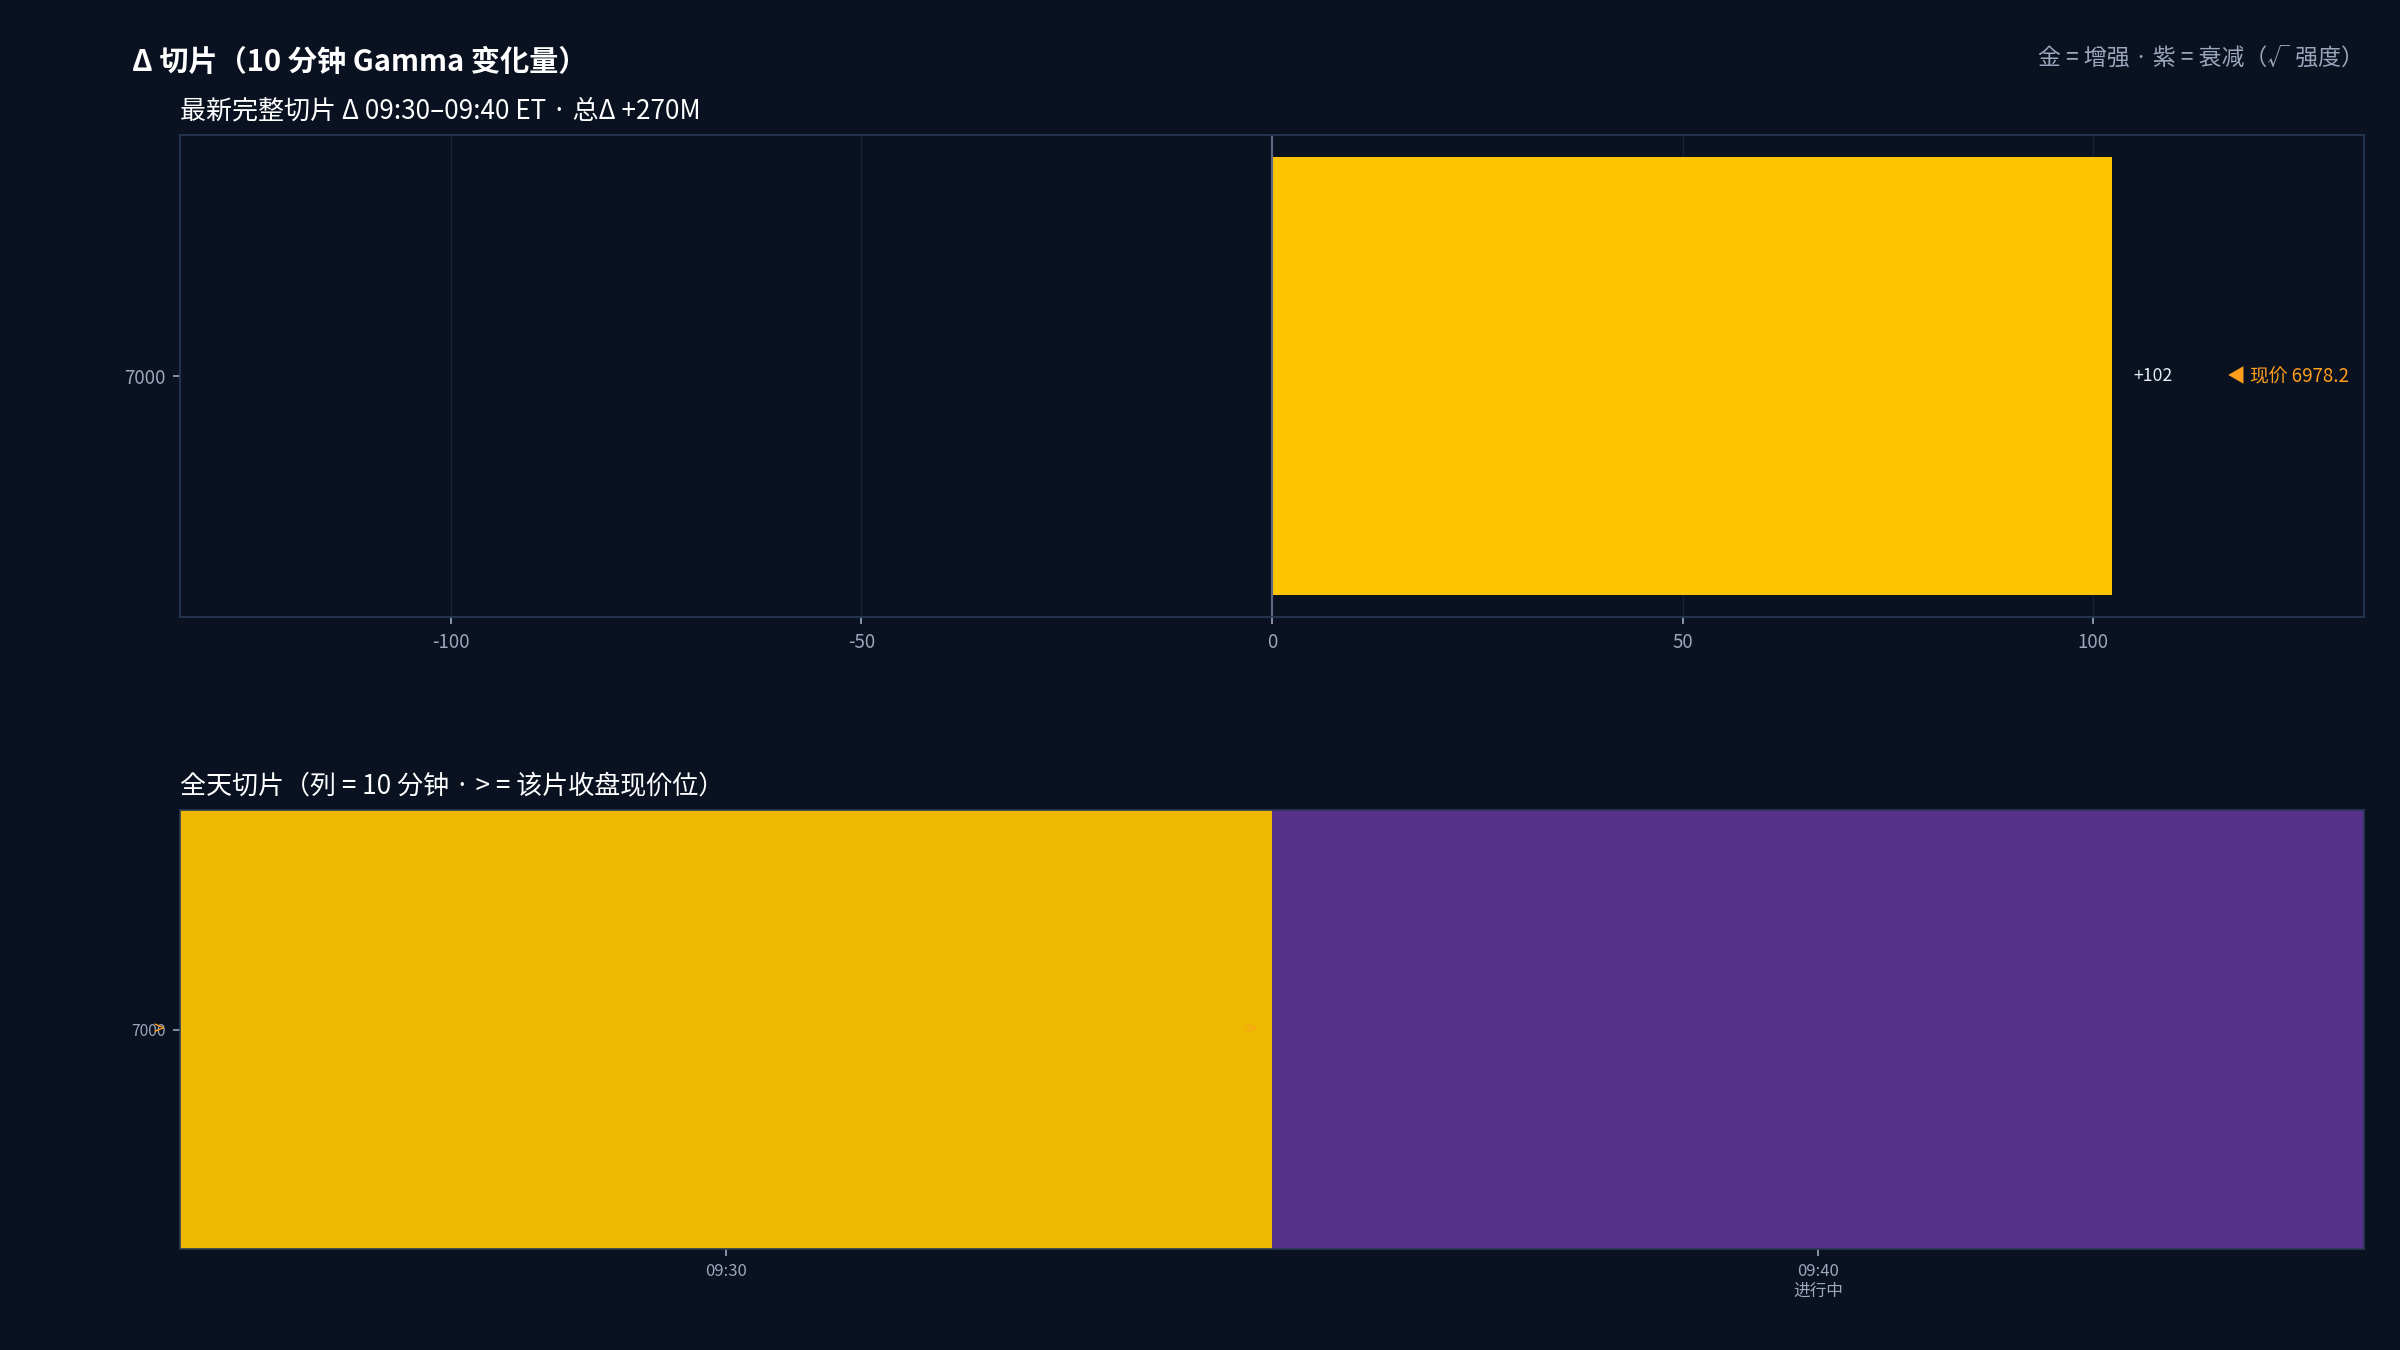 Δ 切片（10 分钟 Gamma 变化量）
金 = 增强 · 紫 = 衰减（√ 强度）
最新完整切片 Δ 09:30–09:40 ET · 总Δ +270M
7000
+102
◀ 现价 6978.2
-100 -50 0 50 100
全天切片（列 = 10 分钟 · > = 该片收盘现价位）
7000 > >
09:30 09:40
进行中